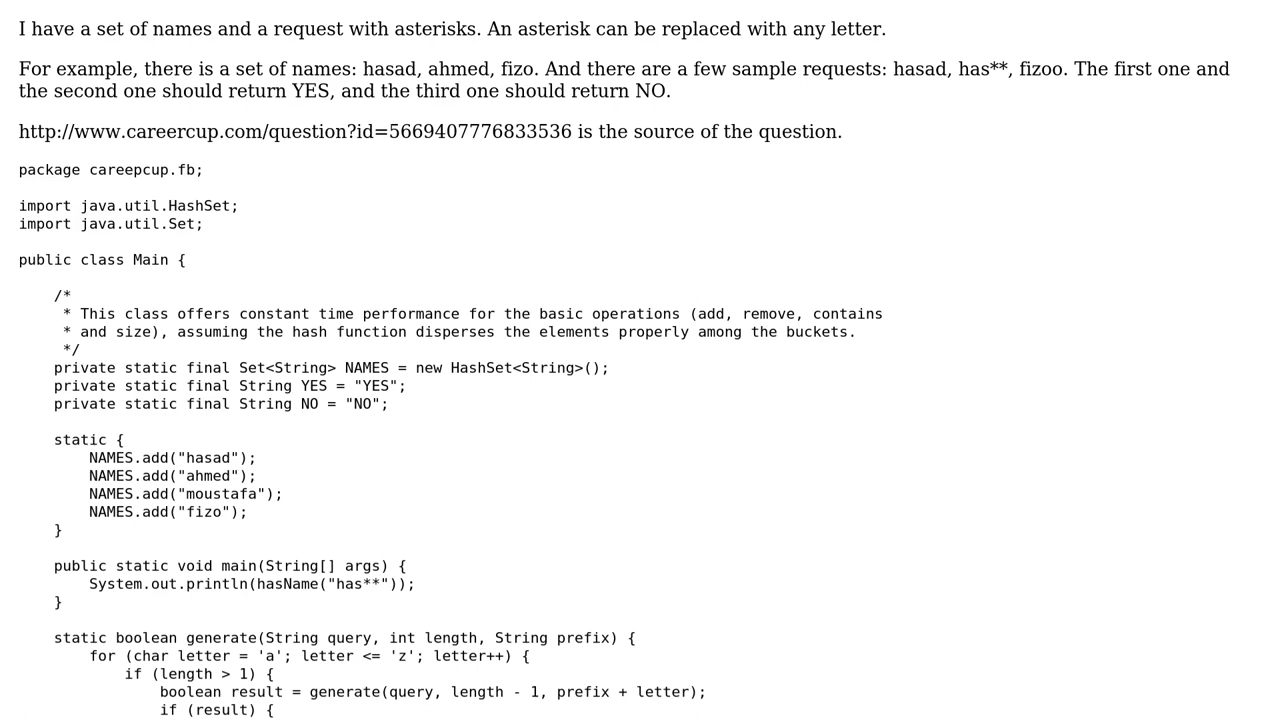 I have a set of names and a request with asterisks. An asterisk can be replaced with any letter.
For example, there is a set of names: hasad, ahmed, fizo. And there are a few sample requests: hasad, has**, fizoo. The first one and
the second one should return YES, and the third one should return NO.
http://www.careercup.com/question?id=5669407776833536 is the source of the question.
package careepcup.fb;
import java.util.HashSet;
import java.util.Set;
public class Main {
    /*
     * This class offers constant time performance for the basic operations (add, remove, contains
     * and size), assuming the hash function disperses the elements properly among the buckets.
     */
    private static final Set<String> NAMES = new HashSet<String>();
    private static final String YES = "YES";
    private static final String NO = "NO";
    static {
        NAMES.add("hasad");
        NAMES.add("ahmed");
        NAMES.add("moustafa");
        NAMES.add("fizo");
    }
    public static void main(String[] args) {
        System.out.println(hasName("has**"));
    }
    static boolean generate(String query, int length, String prefix) {
        for (char letter = 'a'; letter <= 'z'; letter++) {
            if (length > 1) {
                boolean result = generate(query, length - 1, prefix + letter);
                if (result) {